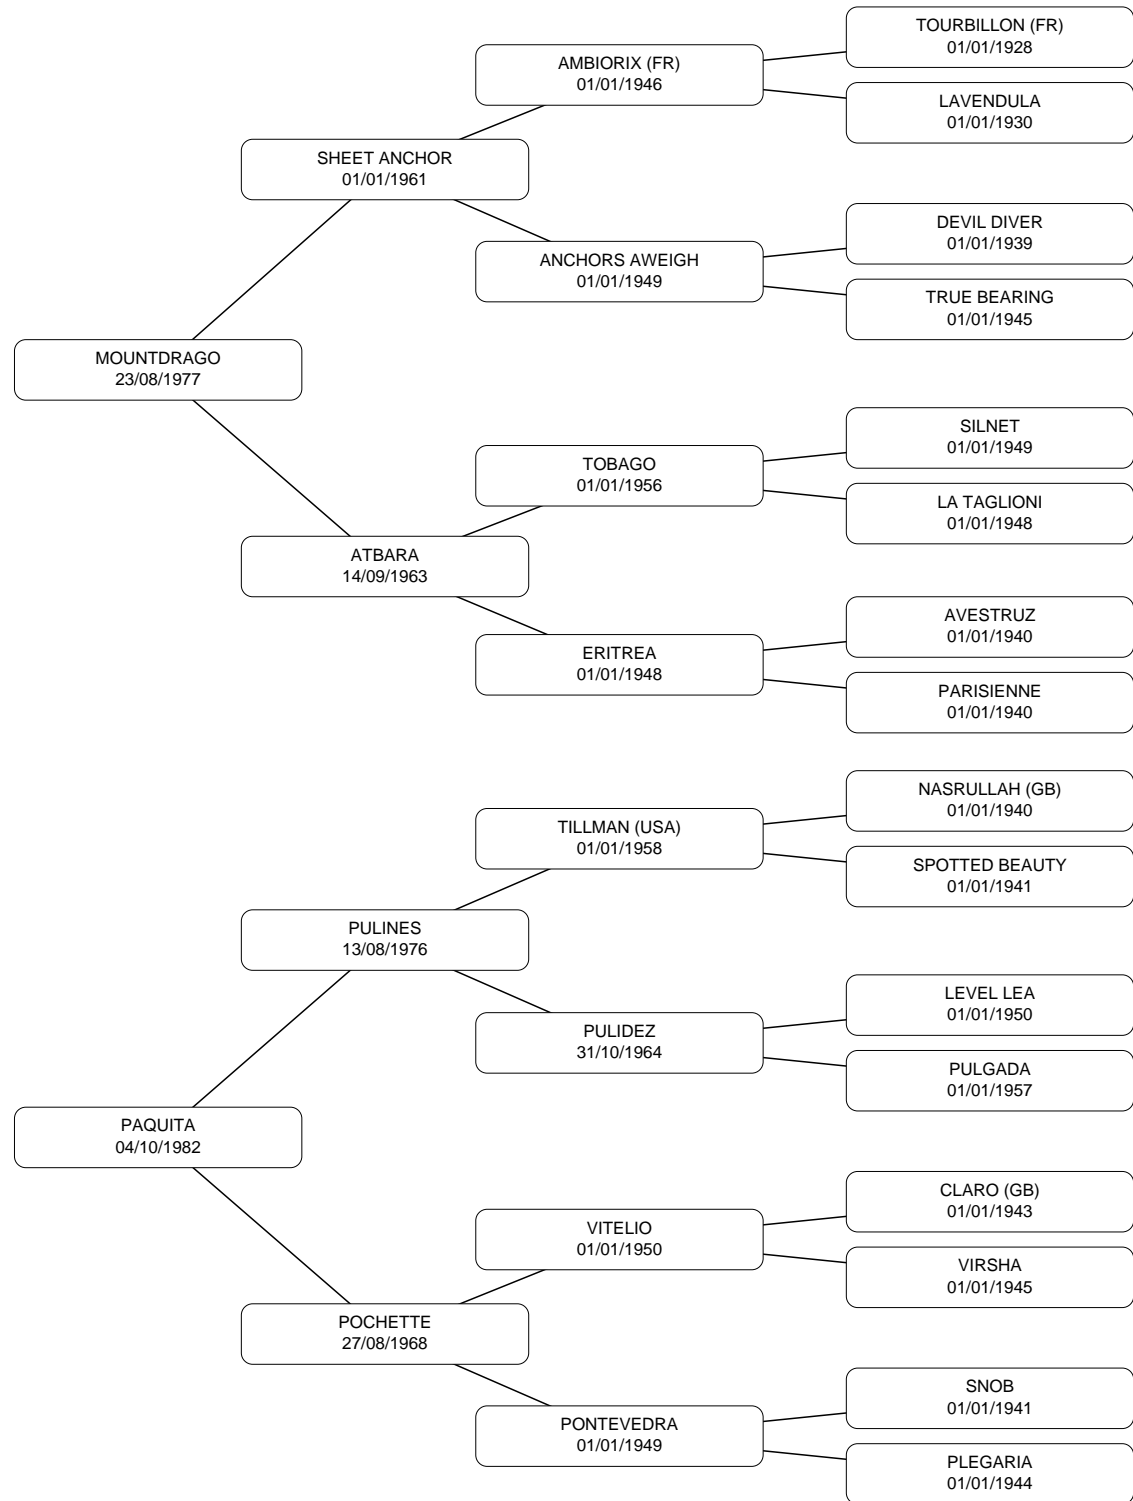 TOURBILLON (FR)
01/01/1928
AMBIORIX (FR)
01/01/1946
LAVENDULA
01/01/1930
SHEET ANCHOR
01/01/1961
DEVIL DIVER
01/01/1939
ANCHORS AWEIGH
01/01/1949
TRUE BEARING
01/01/1945
MOUNTDRAGO
23/08/1977
SILNET
01/01/1949
TOBAGO
01/01/1956
LA TAGLIONI
01/01/1948
ATBARA
14/09/1963
AVESTRUZ
01/01/1940
ERITREA
01/01/1948
PARISIENNE
01/01/1940
NASRULLAH (GB)
01/01/1940
TILLMAN (USA)
01/01/1958
SPOTTED BEAUTY
01/01/1941
PULINES
13/08/1976
LEVEL LEA
01/01/1950
PULIDEZ
31/10/1964
PULGADA
01/01/1957
PAQUITA
04/10/1982
CLARO (GB)
01/01/1943
VITELIO
01/01/1950
VIRSHA
01/01/1945
POCHETTE
27/08/1968
SNOB
01/01/1941
PONTEVEDRA
01/01/1949
PLEGARIA
01/01/1944